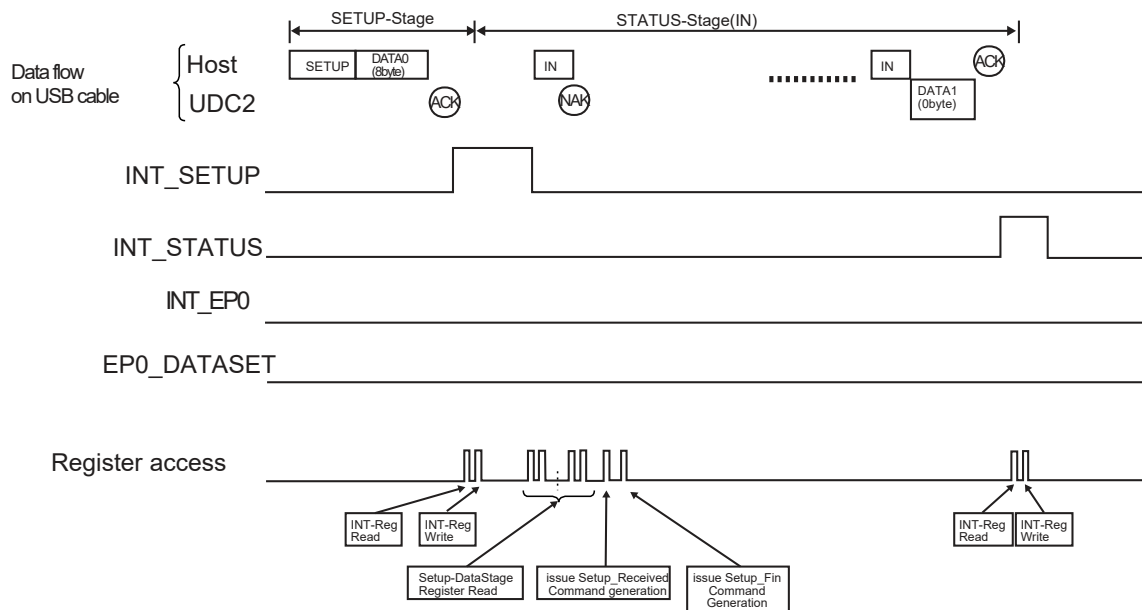 SETUP-Stage
STATUS-Stage(IN)
Data flow
on USB cable
Host
UDC2
SETUP
DATA0
(8byte)
ACK
IN
NAK
IN
DATA1
(0byte)
ACK
INT_SETUP
INT_STATUS
INT_EP0
EP0_DATASET
Register access
INT-Reg
Read
INT-Reg
Write
Setup-DataStage
Register Read
issue Setup_Received
Command generation
issue Setup_Fin
Command
Generation
INT-Reg
Read
INT-Reg
Write